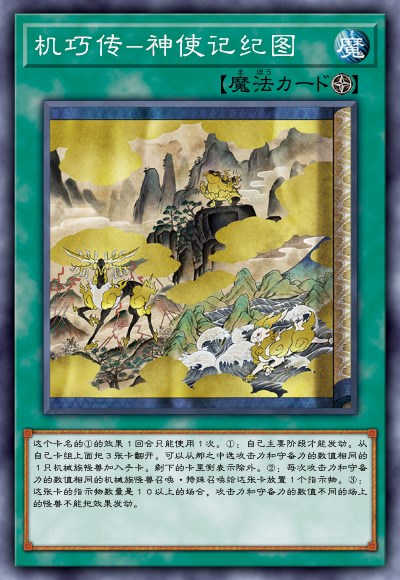 机巧传-神使记纪图
魔
【魔法カード】
まほう
这个卡名的①的效果1回合只能使用1次。①：自己主要阶段才能发动。从
自己卡组上面把3张卡翻开。可以从那之中选攻击力和守备力的数值相同的
1只机械族怪兽加入手卡。剩下的卡里侧表示除外。②：每次攻击力和守备
力的数值相同的机械族怪兽召唤·特殊召唤给这张卡放置1个指示物。③：
这张卡的指示物数量是10以上的场合，攻击力和守备力的数值不同的场上
的怪兽不能把效果发动。